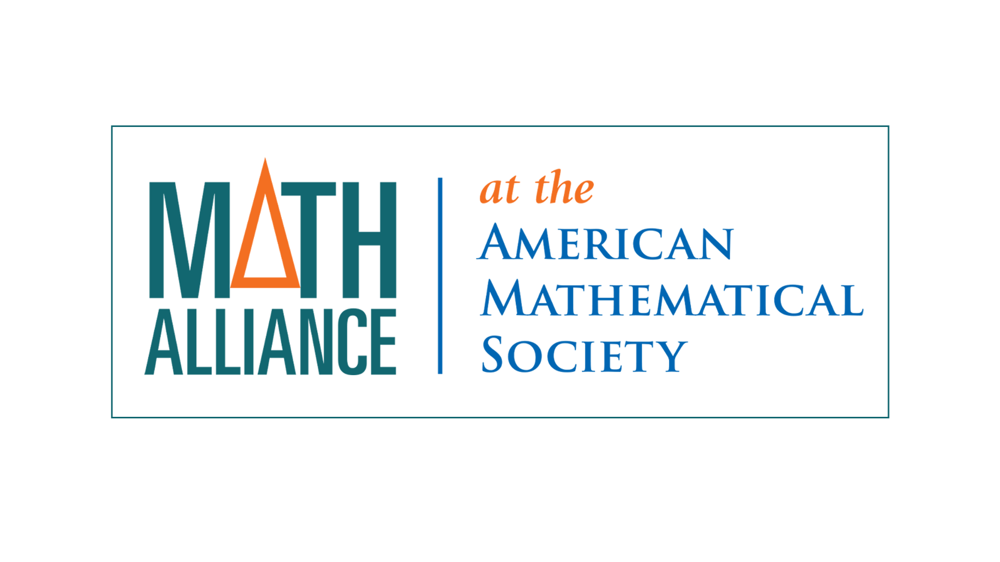 MATH
ALLIANCE
at the
AMERICAN
MATHEMATICAL
SOCIETY